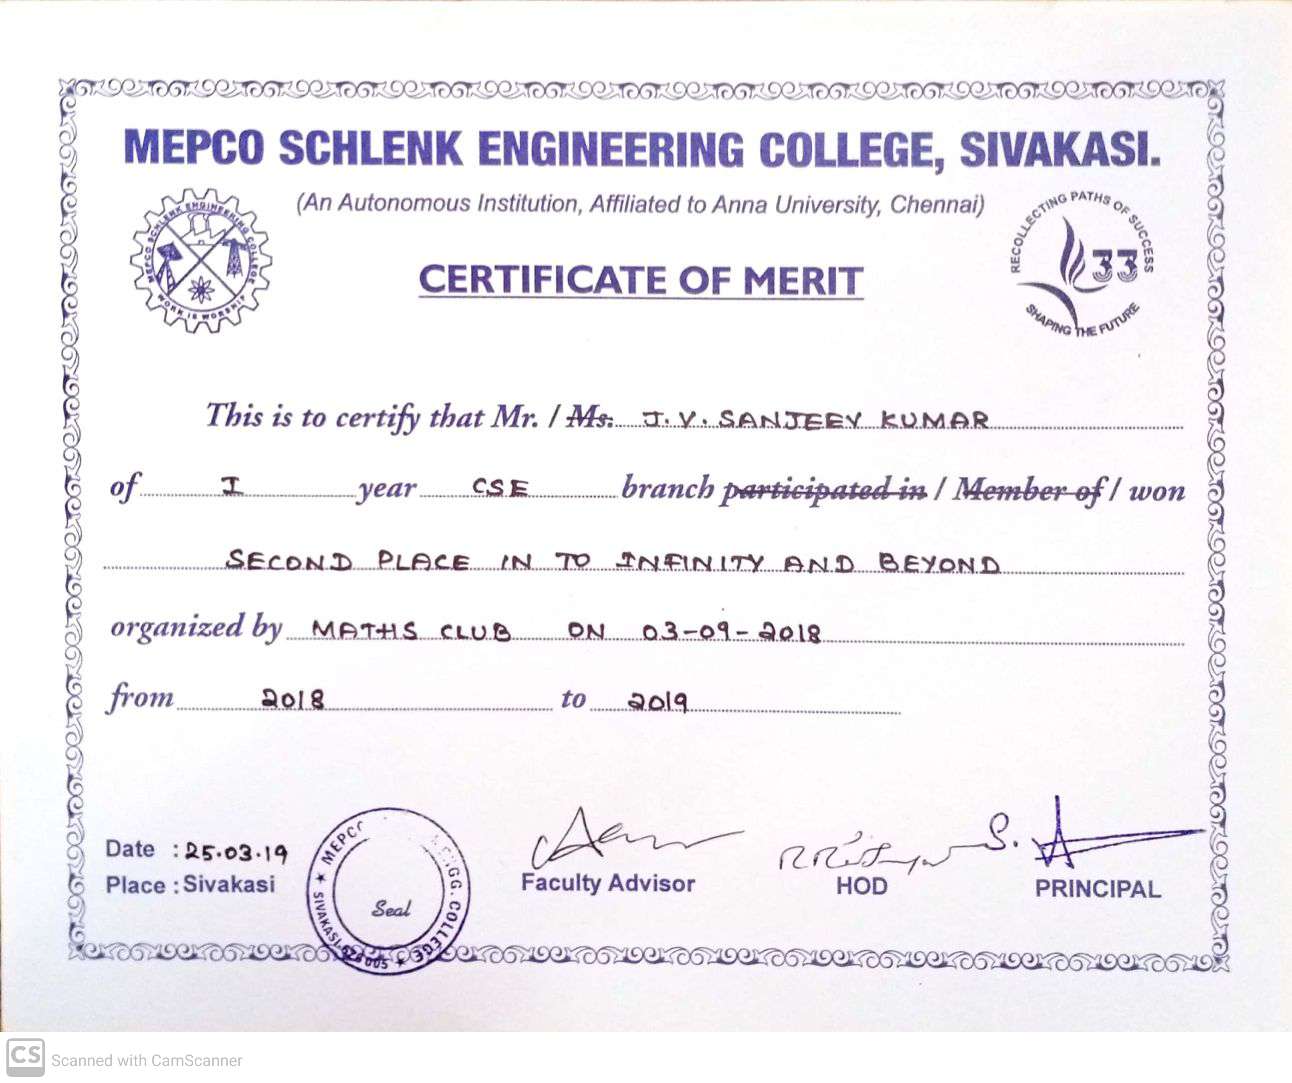 MEPCO SCHLENK ENGINEERING COLLEGE, SIVAKASI.
(An Autonomous Institution, Affiliated to Anna University, Chennai)
MEPCO SCHLENK ENGINEERING COLLEGE
WORK IS WORSHIP
RECOLLECTING PATHS OF SUCCESS
33
SHAPING THE FUTURE
CERTIFICATE OF MERIT
This is to certify that Mr. / Ms. J.V. SANJEEV KUMAR
of I year CSE branch participated in / Member of / won
SECOND PLACE IN TO INFINITY AND BEYOND
organized by MATHS CLUB ON 03-09-2018
from 2018 to 2019
Date : 25.03.19
Place : Sivakasi
MEPCO ENGG. COLLEGE
SIVAKASI
Seal
Faculty Advisor
HOD
PRINCIPAL
CS Scanned with CamScanner